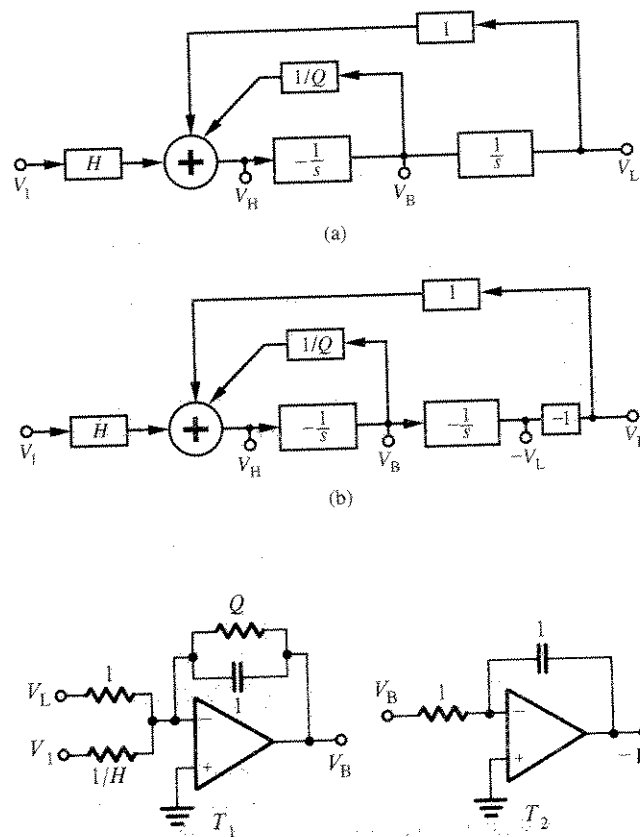 1
1/Q
H
+
-1/s
1/s
V_I
V_H
V_B
V_L
(a)
1
1/Q
H
+
-1/s
-1/s
-1
V_I
V_H
V_B
-V_L
(b)
Q
1
V_L
1
V_B
1
1
V_1
1/H
−
+
V_B
−
+
T_1
T_2